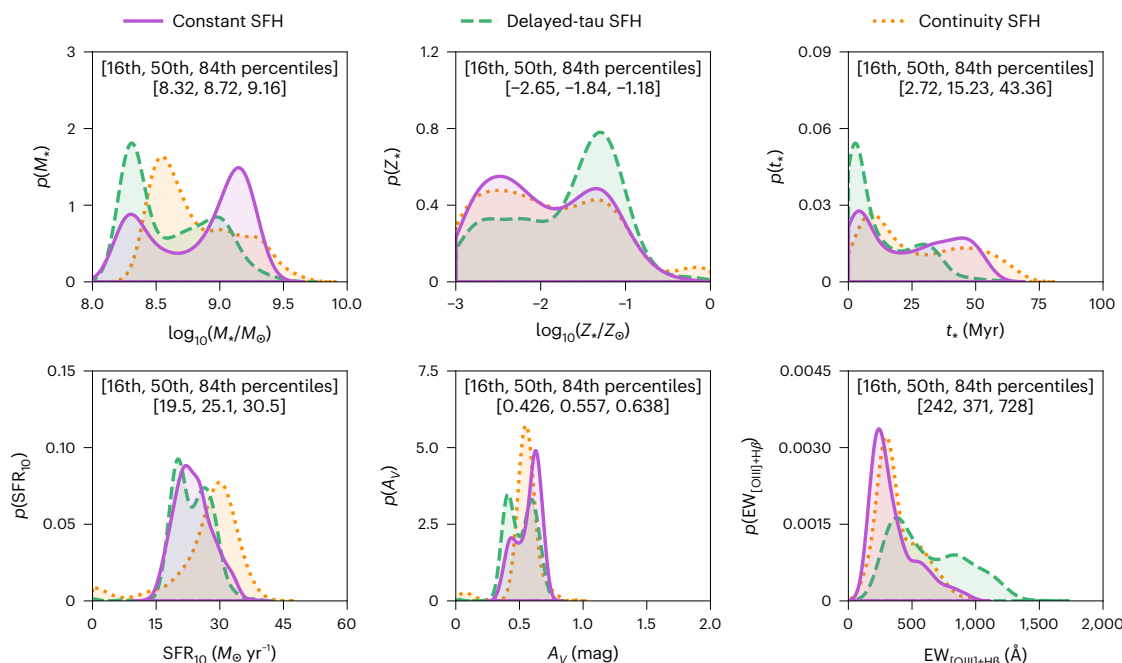 Constant SFH Delayed-tau SFH Continuity SFH
3 1.2 0.09
[16th, 50th, 84th percentiles] [16th, 50th, 84th percentiles] [16th, 50th, 84th percentiles]
[8.32, 8.72, 9.16] [−2.65, −1.84, −1.18] [2.72, 15.23, 43.36]
2 0.8 0.06
p(M*) p(Z*) p(t*)
1 0.4 0.03
0 0 0
8.0 8.5 9.0 9.5 10.0 −3 −2 −1 0 0 25 50 75 100
log10(M*/M⊙) log10(Z*/Z⊙) t* (Myr)
0.15 7.5 0.0045
[16th, 50th, 84th percentiles] [16th, 50th, 84th percentiles] [16th, 50th, 84th percentiles]
[19.5, 25.1, 30.5] [0.426, 0.557, 0.638] [242, 371, 728]
0.10 5.0 0.0030
p(SFR10) p(AV) p(EW[OIII]+Hβ)
0.05 2.5 0.0015
0 0 0
0 15 30 45 60 0 0.5 1.0 1.5 2.0 0 500 1,000 1,500 2,000
SFR10 (M⊙ yr−1) AV (mag) EW[OIII]+Hβ (Å)